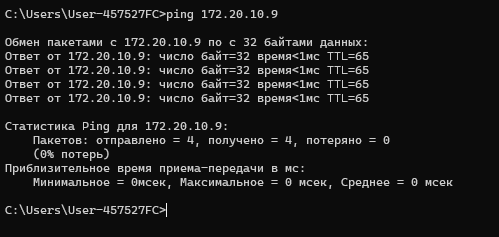 C:\Users\User-457527FC>ping 172.20.10.9
Обмен пакетами с 172.20.10.9 по с 32 байтами данных:
Ответ от 172.20.10.9: число байт=32 время<1мс TTL=65
Ответ от 172.20.10.9: число байт=32 время<1мс TTL=65
Ответ от 172.20.10.9: число байт=32 время<1мс TTL=65
Ответ от 172.20.10.9: число байт=32 время<1мс TTL=65
Статистика Ping для 172.20.10.9:
Пакетов: отправлено = 4, получено = 4, потеряно = 0
(0% потерь)
Приблизительное время приема-передачи в мс:
Минимальное = 0мсек, Максимальное = 0 мсек, Среднее = 0 мсек
C:\Users\User-457527FC>